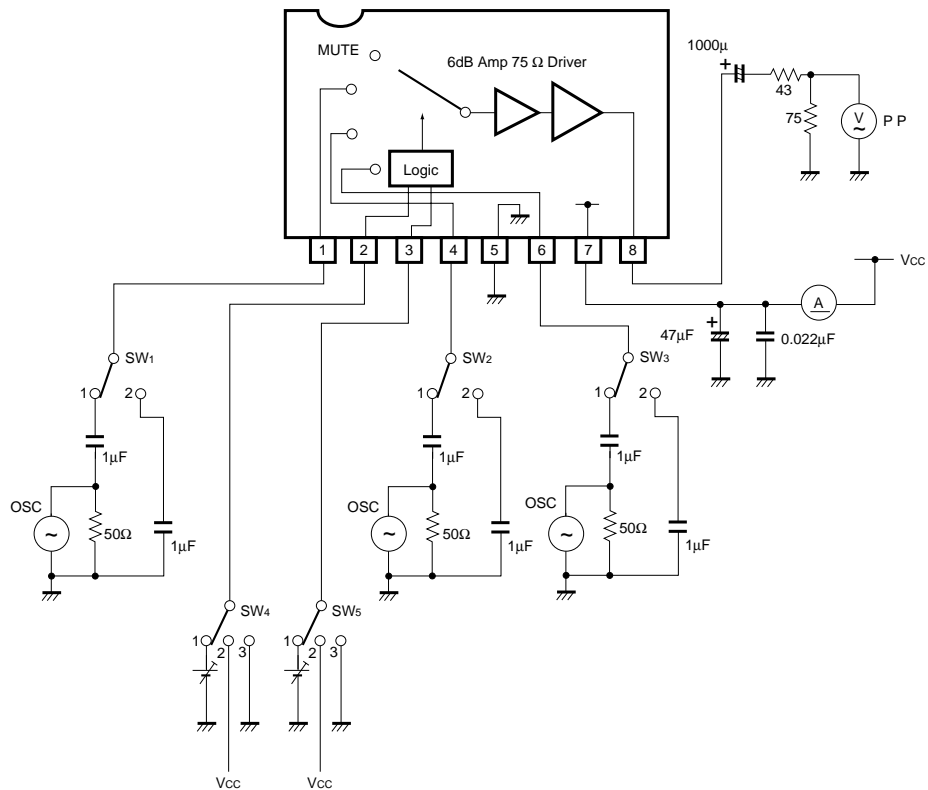 1000μ
MUTE
6dB Amp 75 Ω Driver
+
43
75
V
~
P P
Logic
1
2
3
4
5
6
7
8
Vcc
A
+
47μF
0.022μF
SW1
SW2
SW3
1
2
1
2
1
2
1μF
1μF
1μF
OSC
~
50Ω
1μF
OSC
~
50Ω
1μF
OSC
~
50Ω
1μF
SW4
SW5
1
2
3
1
2
3
Vcc
Vcc